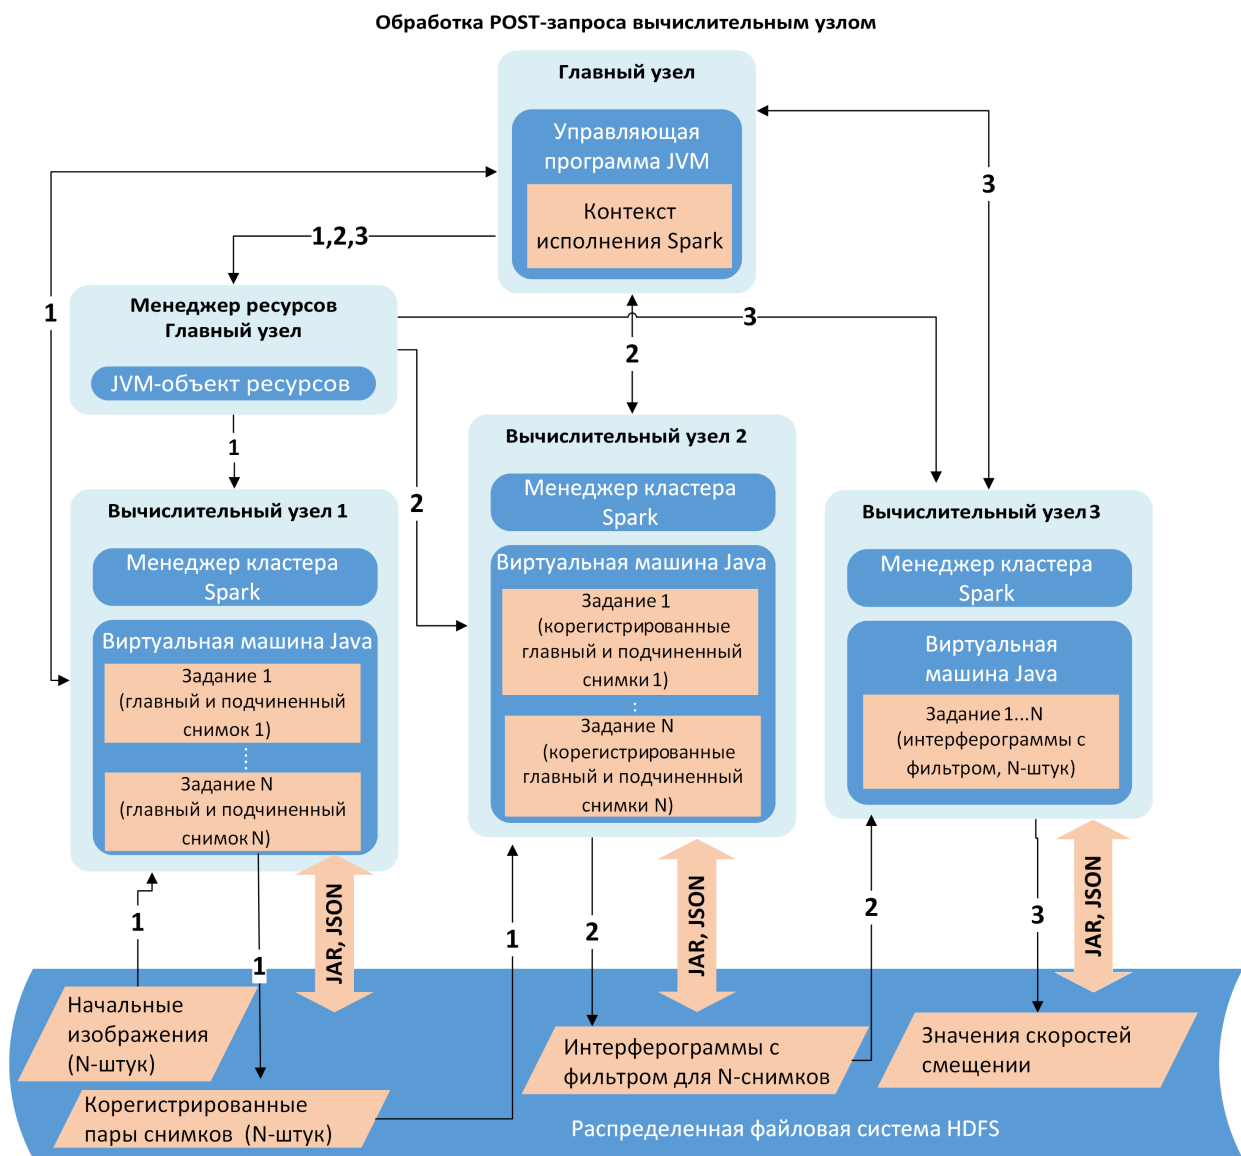 Обработка POST-запроса вычислительным узлом
Главный узел
Управляющая
программа JVM
Контекст
исполнения Spark
3
1,2,3
1
Менеджер ресурсов
Главный узел
JVM-объект ресурсов
3
2
1
2
Вычислительный узел 1
Менеджер кластера
Spark
Виртуальная машина Java
Задание 1
(главный и подчиненный
снимок 1)
Задание N
(главный и подчиненный
снимок N)
Вычислительный узел 2
Менеджер кластера
Spark
Виртуальная машина Java
Задание 1
(корегистрированные
главный и подчиненный
снимки 1)
Задание N
(корегистрированные
главный и подчиненный
снимки N)
Вычислительный узел 3
Менеджер кластера
Spark
Виртуальная
машина Java
Задание 1...N
(интерферограммы с
фильтром, N-штук)
1
1
JAR, JSON
1
2
JAR, JSON
2
3
JAR, JSON
Начальные
изображения
(N-штук)
Корегистрированные
пары снимков (N-штук)
Интерферограммы с
фильтром для N-снимков
Значения скоростей
смещении
Распределенная файловая система HDFS